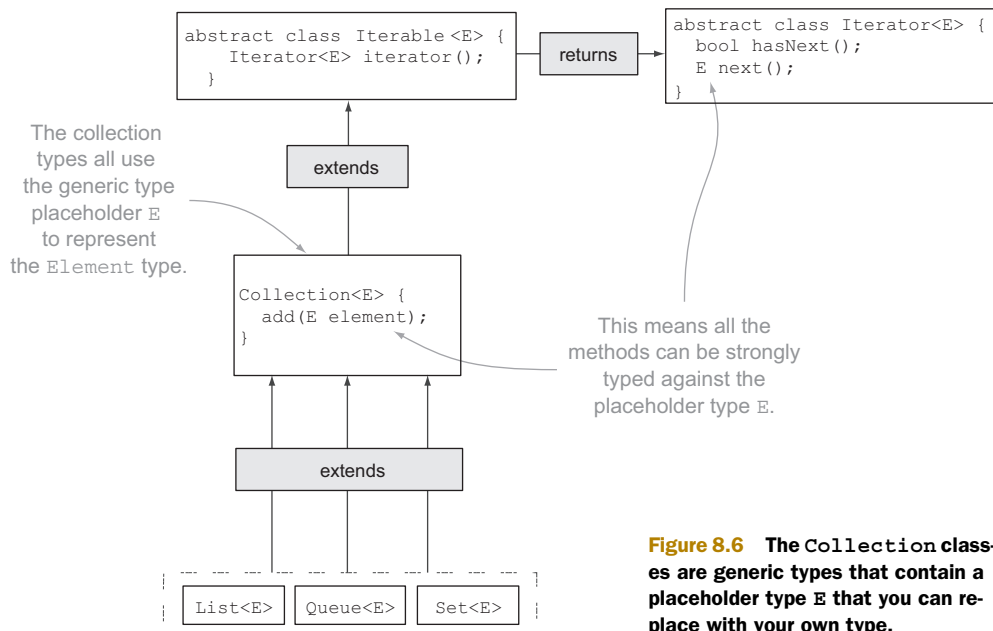 abstract class Iterable <E> {
Iterator<E> iterator();
}
returns
abstract class Iterator<E> {
bool hasNext();
E next();
}
The collection
types all use
the generic type
placeholder E
to represent
the Element type.
extends
Collection<E> {
add(E element);
}
This means all the
methods can be strongly
typed against the
placeholder type E.
extends
List<E>
Queue<E>
Set<E>
Figure 8.6 The Collection class-
es are generic types that contain a
placeholder type E that you can re-
place with your own type.